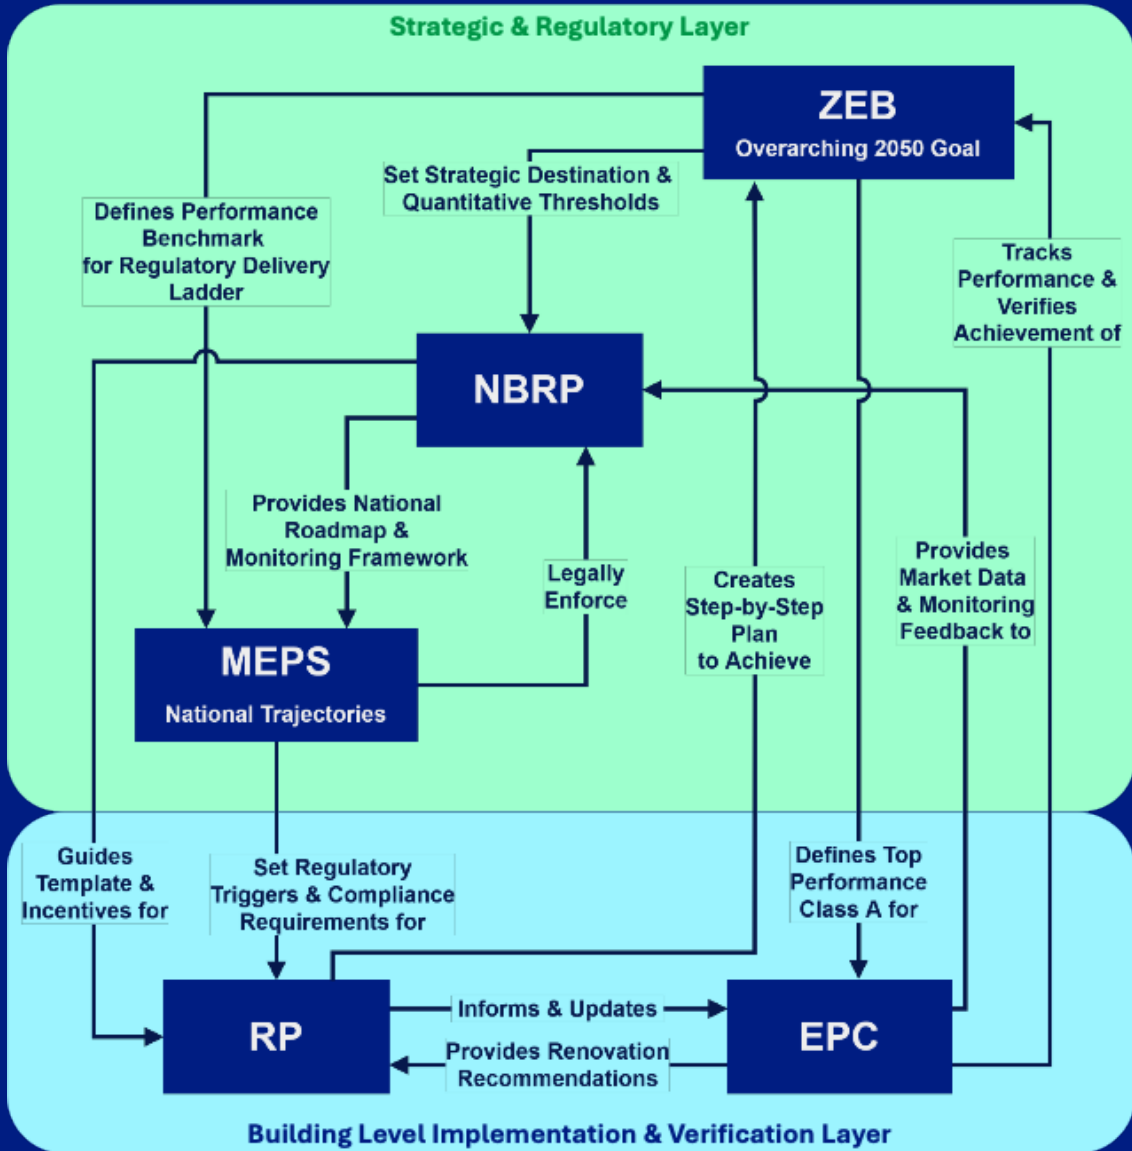 Strategic & Regulatory Layer
ZEB
Overarching 2050 Goal
Set Strategic Destination &
Quantitative Thresholds
Defines Performance
Benchmark
for Regulatory Delivery
Ladder
Tracks
Performance &
Verifies
Achievement of
NBRP
Provides National
Roadmap &
Monitoring Framework
Legally
Enforce
Creates
Step-by-Step
Plan
to Achieve
Provides
Market Data
& Monitoring
Feedback to
MEPS
National Trajectories
Guides
Template &
Incentives for
Set Regulatory
Triggers & Compliance
Requirements for
Defines Top
Performance
Class A for
RP
Informs & Updates
Provides Renovation
Recommendations
EPC
Building Level Implementation & Verification Layer